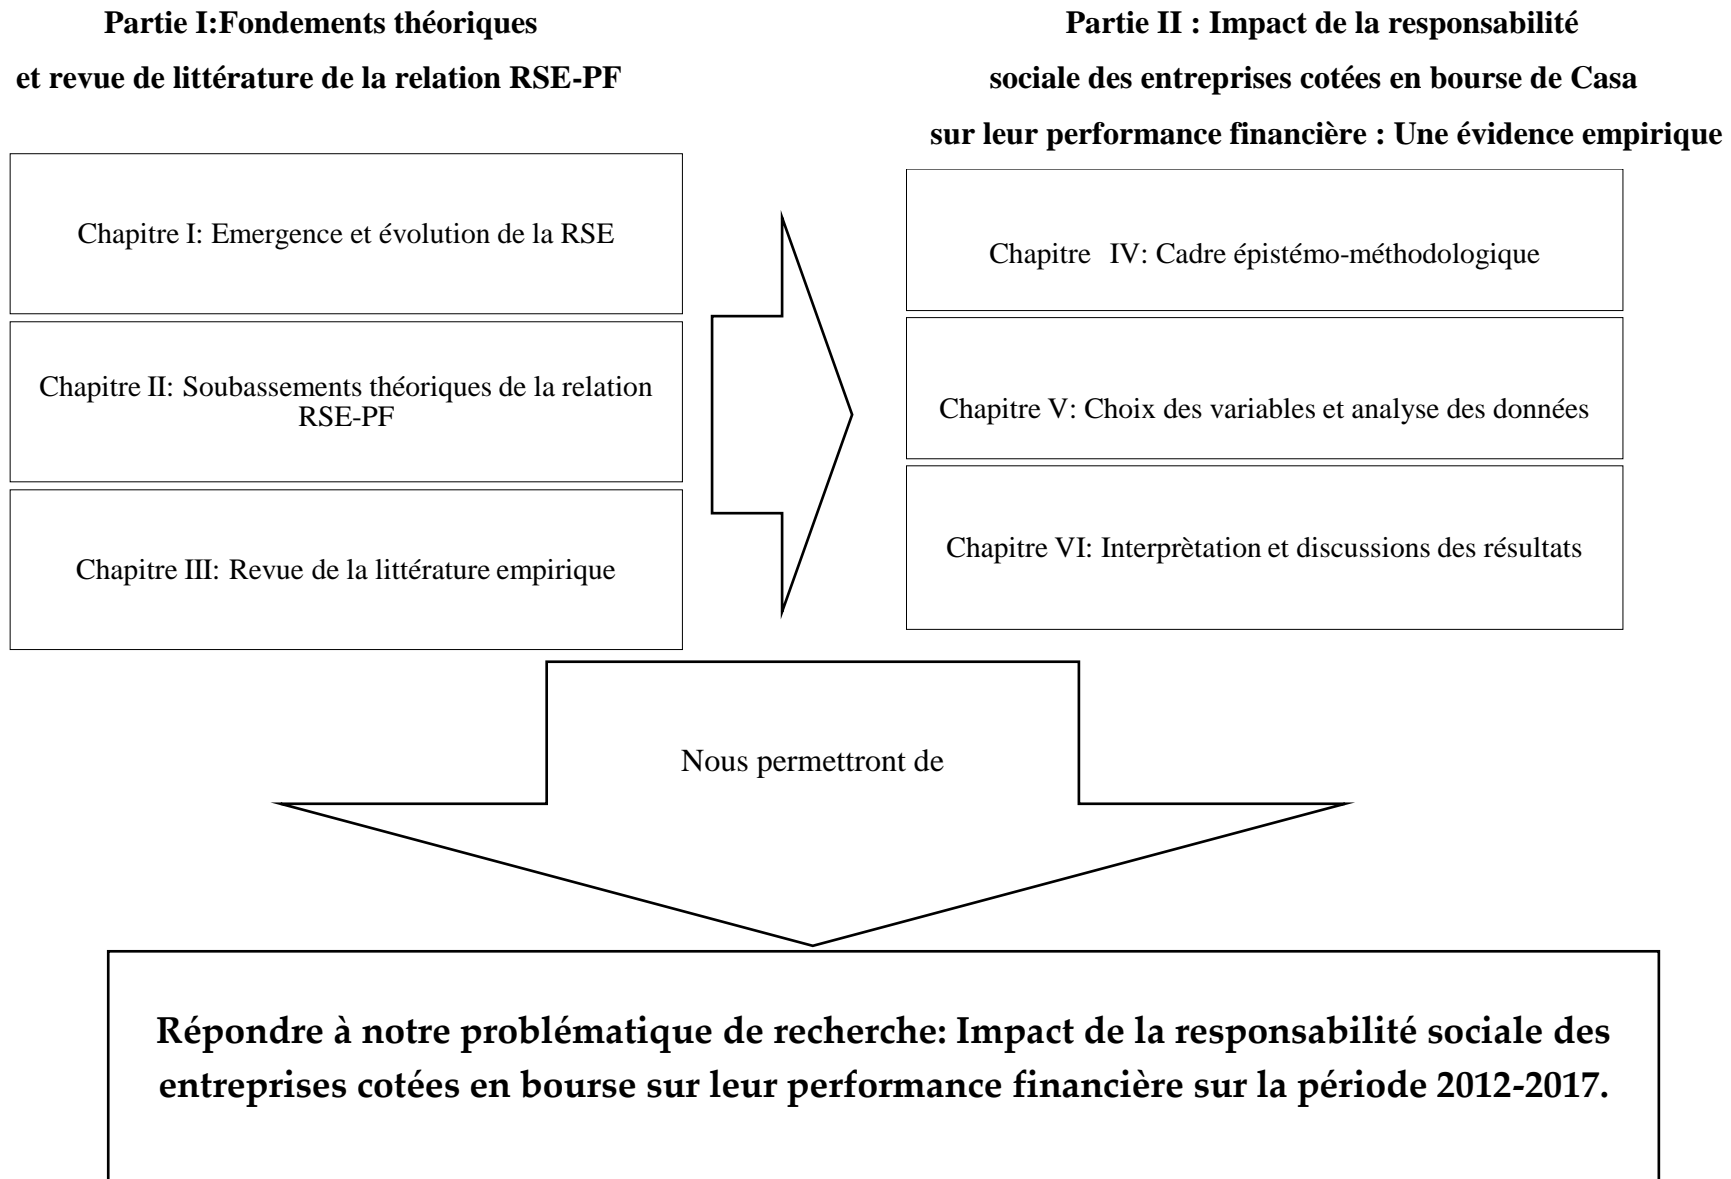 Partie I:Fondements théoriques
et revue de littérature de la relation RSE-PF
Chapitre I: Emergence et évolution de la RSE
Chapitre II: Soubassements théoriques de la relation
RSE-PF
Chapitre III: Revue de la littérature empirique
Partie II : Impact de la responsabilité
sociale des entreprises cotées en bourse de Casa
sur leur performance financière : Une évidence empirique
Chapitre IV: Cadre épistémo-méthodologique
Chapitre V: Choix des variables et analyse des données
Chapitre VI: Interprètation et discussions des résultats
Nous permettront de
Répondre à notre problématique de recherche: Impact de la responsabilité sociale des
entreprises cotées en bourse sur leur performance financière sur la période 2012-2017.